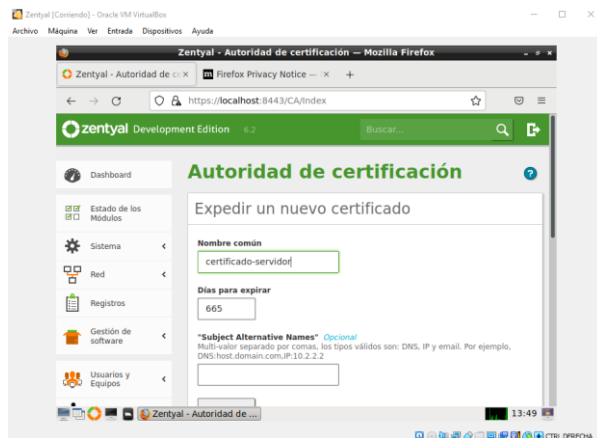 Zentyal [Corriendo] - Oracle VM VirtualBox
Archivo Máquina Ver Entrada Dispositivos Ayuda
Zentyal - Autoridad de certificación — Mozilla Firefox
Zentyal - Autoridad de ce
Firefox Privacy Notice —
https://localhost:8443/CA/Index
zentyal Development Edition 6.2
Buscar...
Dashboard
Estado de los
Módulos
Sistema
Red
Registros
Gestión de
software
Usuarios y
Equipos
Autoridad de certificación
Expedir un nuevo certificado
Nombre común
certificado-servidor
Días para expirar
665
"Subject Alternative Names" Opcional
Multi-valor separado por comas, los tipos válidos son: DNS, IP y email. Por ejemplo,
DNS:host.domain.com,IP:10.2.2.2
Zentyal - Autoridad de ...
13:49
CTRL DERECHA